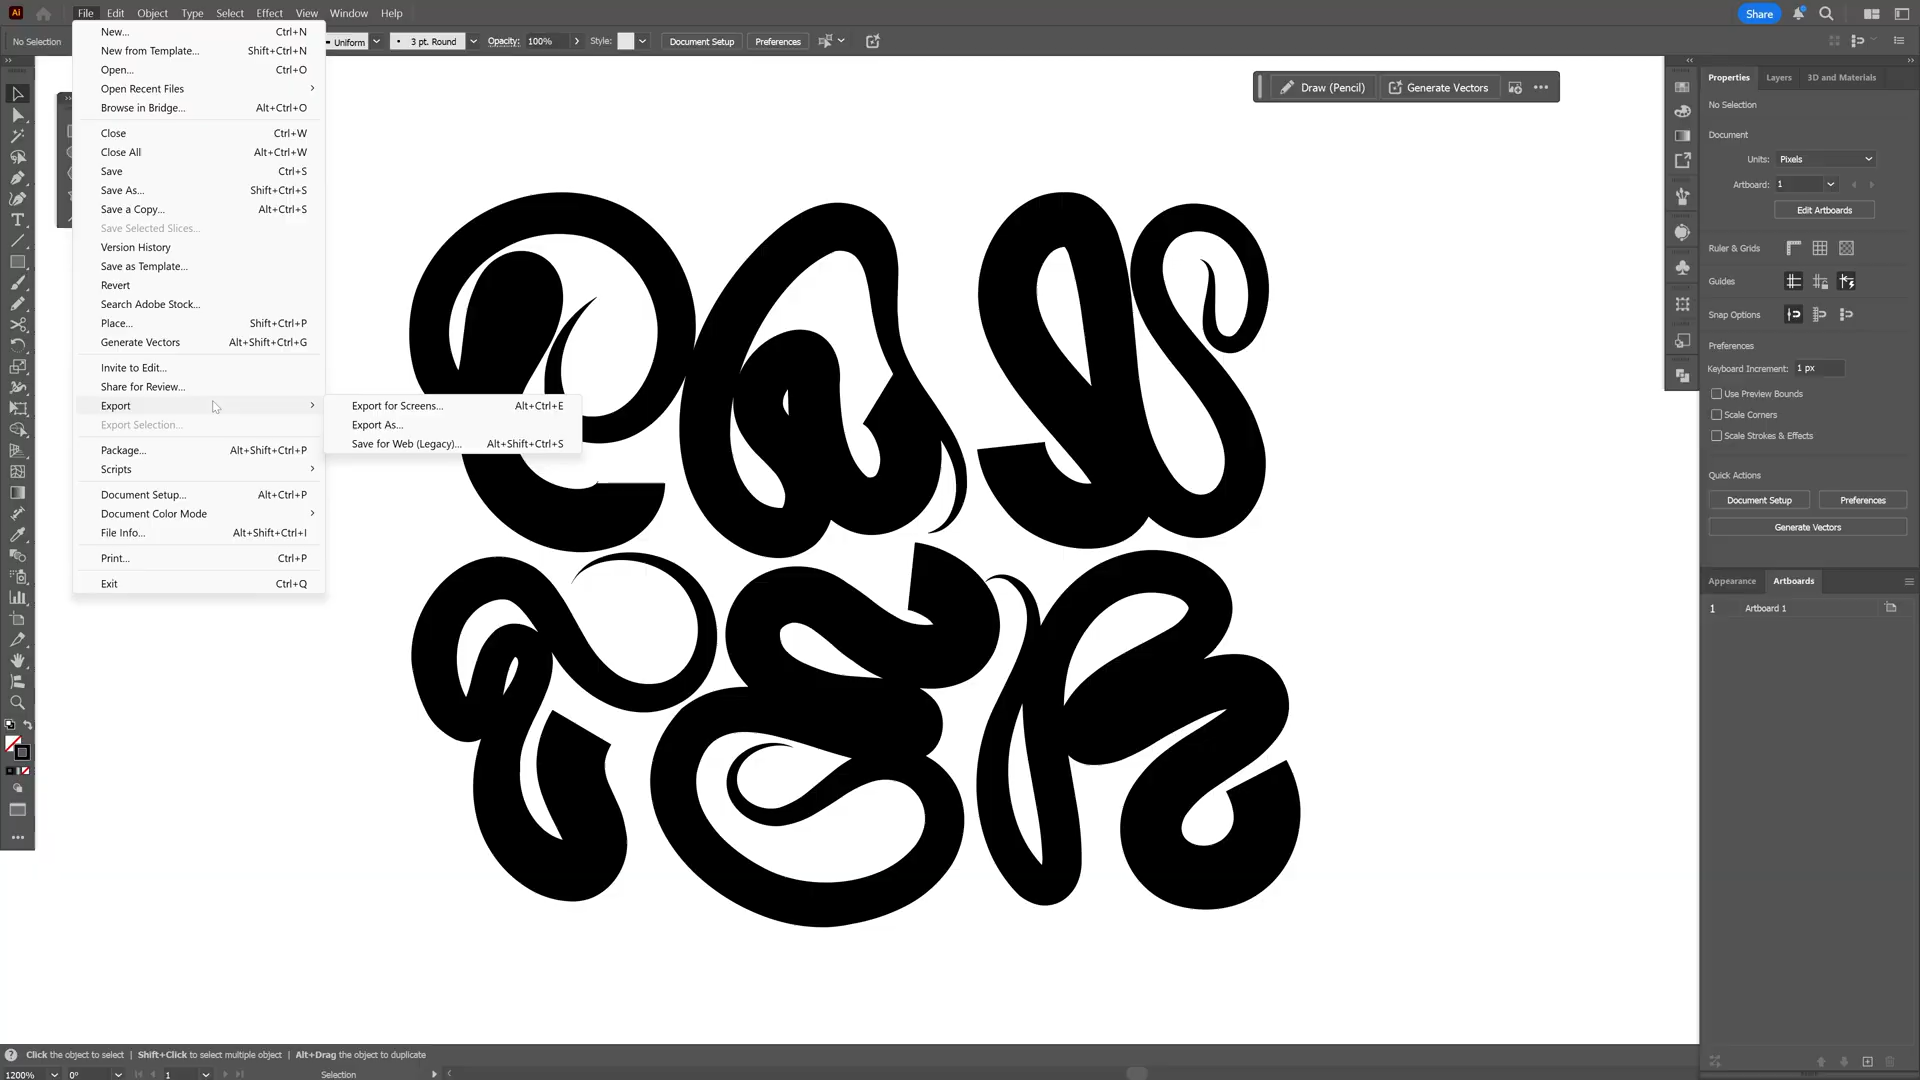 Ai File Edit Object Type Select Effect View Window Help Share
No Selection Uniform 3 pt. Round Opacity: 100% Style: Document Setup Preferences
New... Ctrl+N
New from Template... Shift+Ctrl+N
Open... Ctrl+O
Open Recent Files
Browse in Bridge... Alt+Ctrl+O
Close Ctrl+W
Close All Alt+Ctrl+W
Save Ctrl+S
Save As... Shift+Ctrl+S
Save a Copy... Alt+Ctrl+S
Save Selected Slices...
Version History
Save as Template...
Revert
Search Adobe Stock...
Place... Shift+Ctrl+P
Generate Vectors Alt+Shift+Ctrl+G
Invite to Edit...
Share for Review...
Export
Export Selection...
Package... Alt+Shift+Ctrl+P
Scripts
Document Setup... Alt+Ctrl+P
Document Color Mode
File Info... Alt+Shift+Ctrl+I
Print... Ctrl+P
Exit Ctrl+Q
Export for Screens... Alt+Ctrl+E
Export As...
Save for Web (Legacy)... Alt+Shift+Ctrl+S
Draw (Pencil) Generate Vectors
Properties Layers 3D and Materials
No Selection
Document
Units: Pixels
Artboard: 1
Edit Artboards
Ruler & Grids
Guides
Snap Options
Preferences
Keyboard Increment: 1 px
Use Preview Bounds
Scale Corners
Scale Strokes & Effects
Quick Actions
Document Setup Preferences
Generate Vectors
Appearance Artboards
1 Artboard 1
Click the object to select Shift+Click to select multiple object Alt+Drag the object to duplicate
1200% 0° 1 Selection